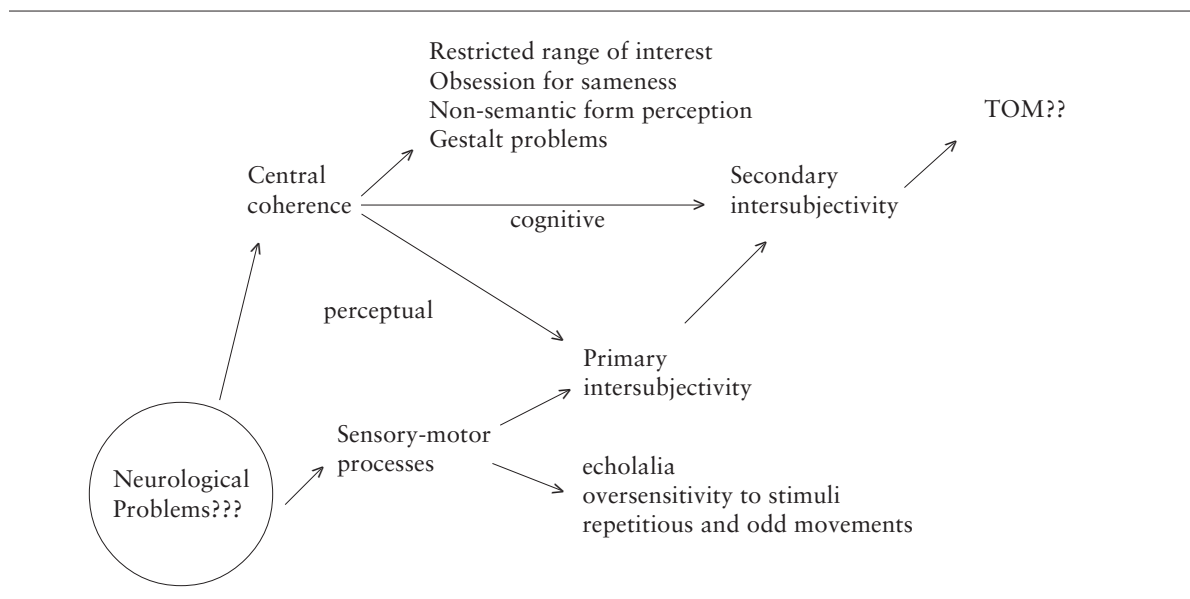 Restricted range of interest
Obsession for sameness
Non-semantic form perception
Gestalt problems
TOM??
Central
coherence
Secondary
intersubjectivity
cognitive
perceptual
Primary
intersubjectivity
Sensory-motor
processes
echolalia
oversensitivity to stimuli
repetitious and odd movements
Neurological
Problems???